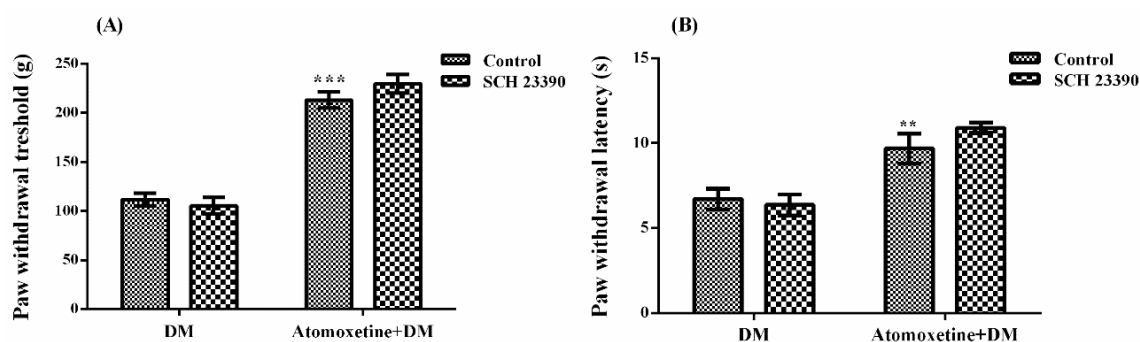 (A)
Paw withdrawal treshold (g)
250
200
150
100
50
0
***
Control
SCH 23390
DM
Atomoxetine+DM
(B)
Paw withdrawal latency (s)
15
10
5
0
**
Control
SCH 23390
DM
Atomoxetine+DM